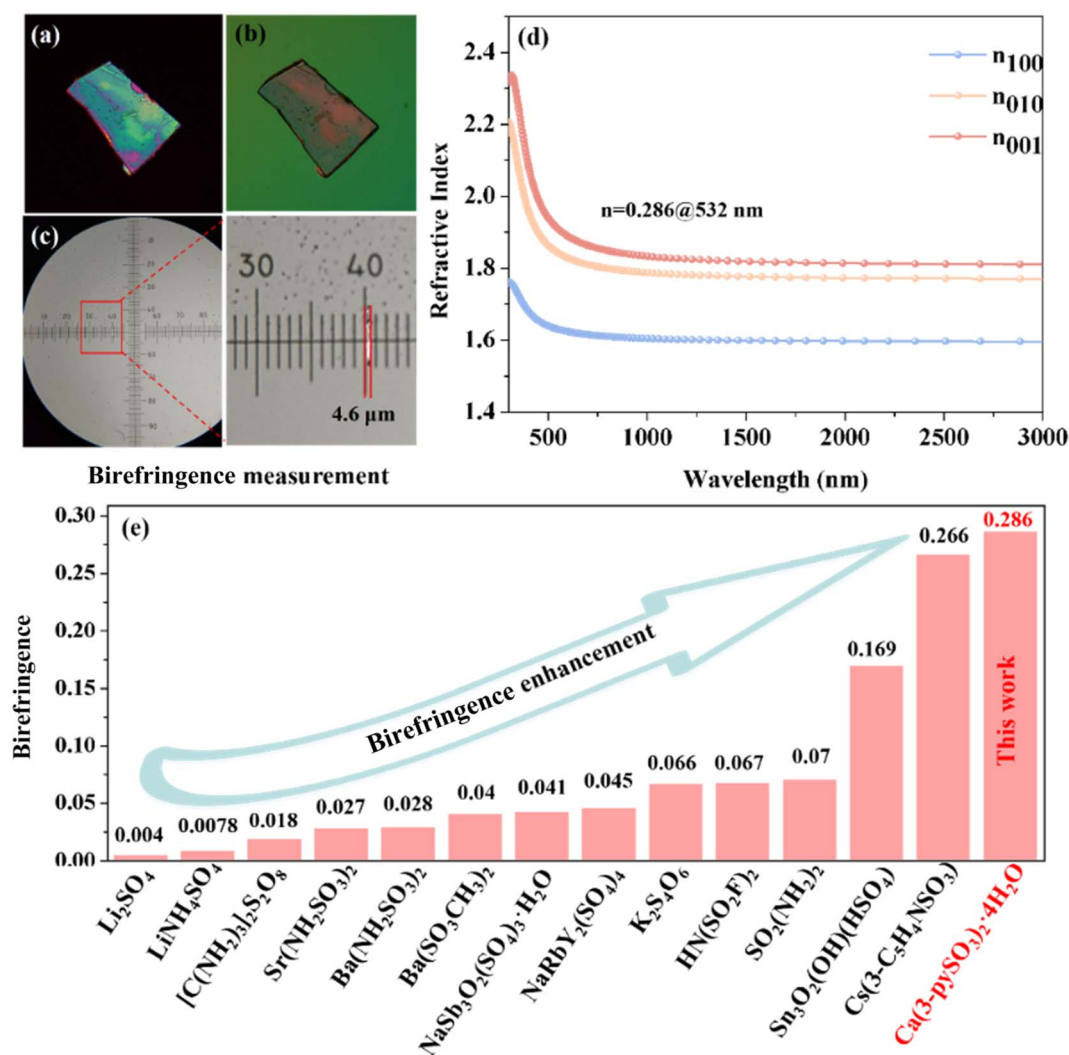 (a)
(b)
(c)
30 40
4.6 μm
Birefringence measurement
(d)
n₁₀₀
n₀₁₀
n₀₀₁
n=0.286@532 nm
Refractive Index
2.4
2.2
2.0
1.8
1.6
1.4
500 1000 1500 2000 2500 3000
Wavelength (nm)
(e)
Birefringence
0.30
0.25
0.20
0.15
0.10
0.05
0.00
Birefringence enhancement
0.004
0.0078
0.018
0.027
0.028
0.04
0.041
0.045
0.066
0.067
0.07
0.169
0.266
0.286
This work
Li₂SO₄
LiNH₄SO₄
[C(NH₂)₃]₂S₂O₈
Sr(NH₂SO₃)₂
Ba(NH₂SO₃)₂
Ba(SO₃CH₃)₂
NaSb₃O₂(SO₄)₃·H₂O
NaRbY₂(SO₄)₄
K₂S₄O₆
HN(SO₂F)₂
SO₂(NH₂)₂
Sn₃O₂(OH)(HSO₄)
Cs(3-C₅H₄NSO₃)
Ca(3-pySO₃)₂·4H₂O